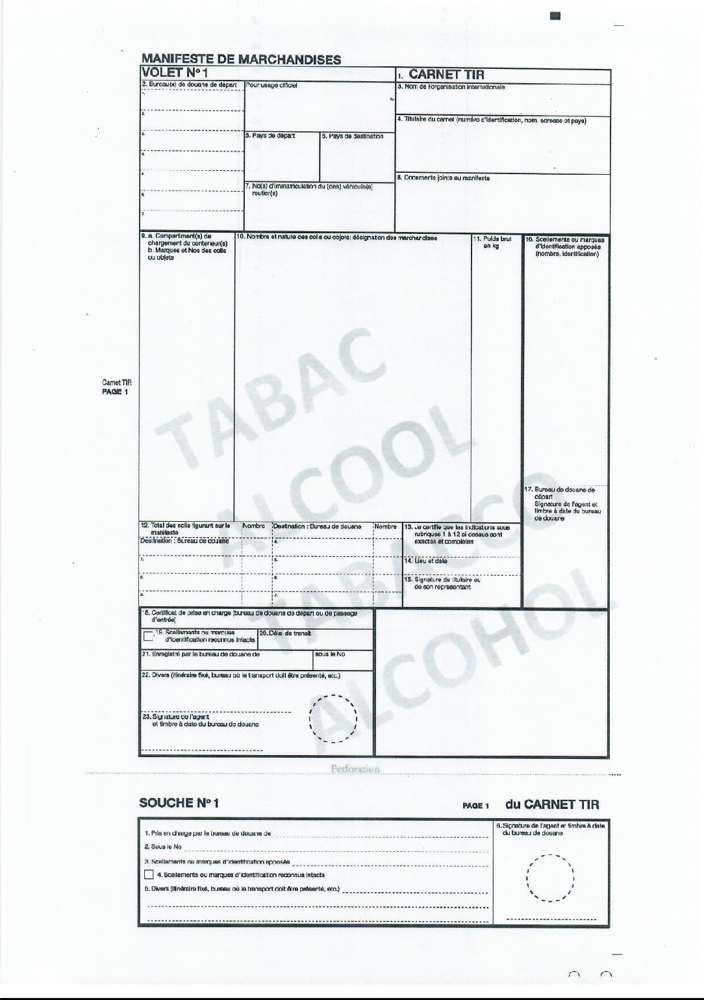 MANIFESTE DE MARCHANDISES
VOLET Nº 1
1. CARNET TIR
2. Bureau(x) de douane de départ
1.
2.
3.
4.
5.
6.
7.
Pour usage officiel
3. Nom de l'organisation internationale
4. Titulaire du carnet (numéro d'identification, nom, adresse et pays)
5. Pays de départ
6. Pays de destination
7. No(s) d'immatriculation du (des) véhicule(s)
routier(s)
8. Documents joints au manifeste
9. a. Compartiment(s) de
chargement du conteneur(s)
b. Marques et Nos des colis
ou objets
10. Nombre et nature des colis ou objets; désignation des marchandises
11. Poids brut
en kg
16. Scellements ou marques
d'identification apposés
(nombre, identification)
TABAC
ALCOOL
TABACCO
ALCOHOL
Carnet TIR
PAGE 1
17. Bureau de douane de
départ
Signature de l'agent et
timbre à date du bureau
de douane
12. Total des colis figurant sur le
manifeste
Destination : Bureau de douane
Nombre
Destination : Bureau de douane
Nombre
1.
2.
3.
4.
5.
6.
7.
13. Je certifie que les indications sous
rubriques 1 à 12 ci dessus sont
exactes et complètes
14. Lieu et date
15. Signature du titulaire ou
de son représentant
18. Certificat de prise en charge (bureau de douane de départ ou de passage
d'entrée)
19. Scellements ou marques
d'identification reconnus intacts
20. Délai de transit
21. Enregistré par le bureau de douane de
sous le No
22. Divers (itinéraire fixé, bureau où le transport doit être présenté, etc.)
23. Signature de l'agent
et timbre à date du bureau de douane
Perforation
SOUCHE Nº 1
PAGE 1
du CARNET TIR
1. Pris en charge par le bureau de douane de
2. Sous le No
3. Scellements ou marques d'identification apposés
4. Scellements ou marques d'identification reconnus intacts
5. Divers (itinéraire fixé, bureau où le transport doit être présenté, etc.)
6. Signature de l'agent et timbre à date
du bureau de douane